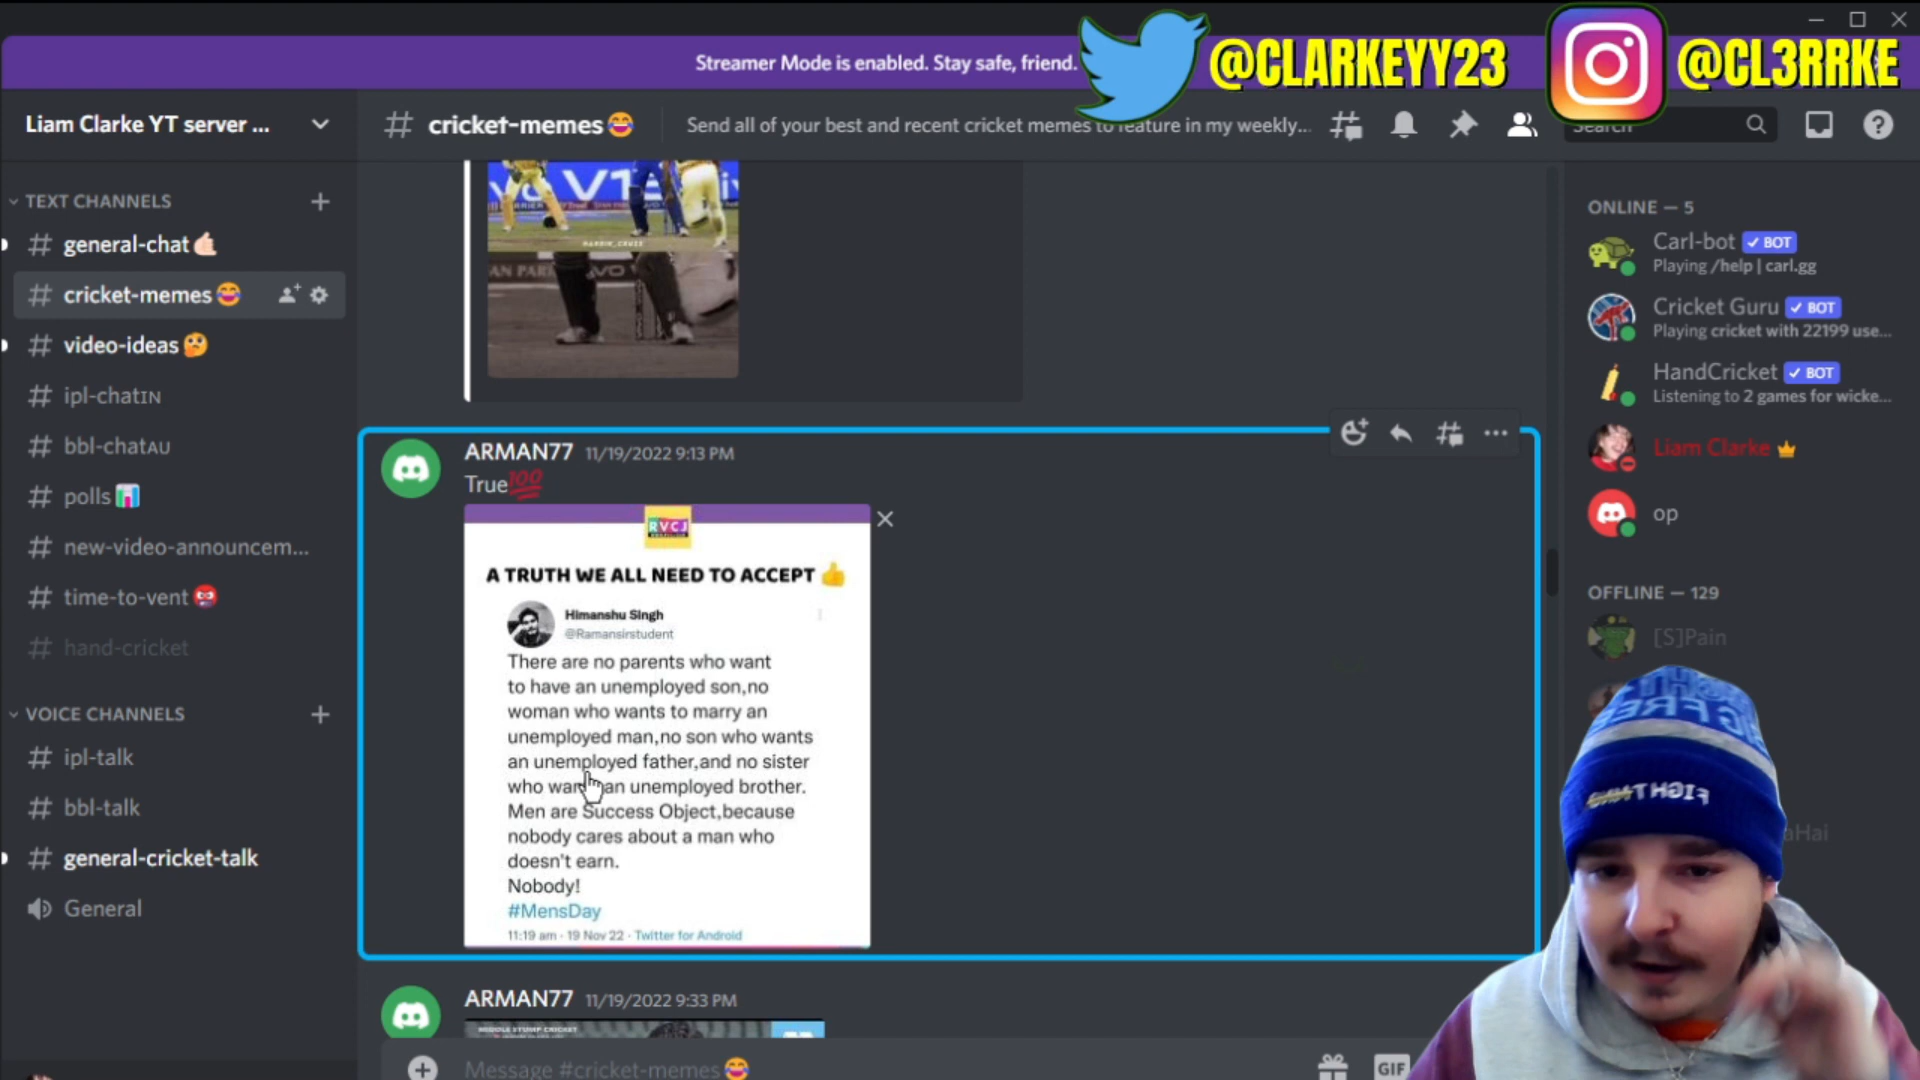 Streamer Mode is enabled. Stay safe, friend.
@CLARKEYY23
@CL3RRKE
Liam Clarke YT server ...
cricket-memes😂
Send all of your best and recent cricket memes to feature in my weekly...
Search
TEXT CHANNELS
general-chat🤙
cricket-memes😂
video-ideas🤔
ipl-chatIN
bbl-chatAU
polls📊
new-video-announcem...
time-to-vent👹
hand-cricket
VOICE CHANNELS
ipl-talk
bbl-talk
general-cricket-talk
General
ARMAN77 11/19/2022 9:13 PM
True💯
RVCJ
A TRUTH WE ALL NEED TO ACCEPT 👍
Himanshu Singh
@Ramansirstudent
There are no parents who want
to have an unemployed son,no
woman who wants to marry an
unemployed man,no son who wants
an unemployed father,and no sister
who want an unemployed brother.
Men are Success Object,because
nobody cares about a man who
doesn't earn.
Nobody!
#MensDay
11:19 am · 19 Nov 22 · Twitter for Android
ARMAN77 11/19/2022 9:33 PM
MIDDLE STUMP CRICKET
Message #cricket-memes😂
GIF
ONLINE — 5
Carl-bot ✓ BOT
Playing /help | carl.gg
Cricket Guru ✓ BOT
Playing cricket with 22199 use...
HandCricket ✓ BOT
Listening to 2 games for wicke...
Liam Clarke
op
OFFLINE — 129
[S]Pain